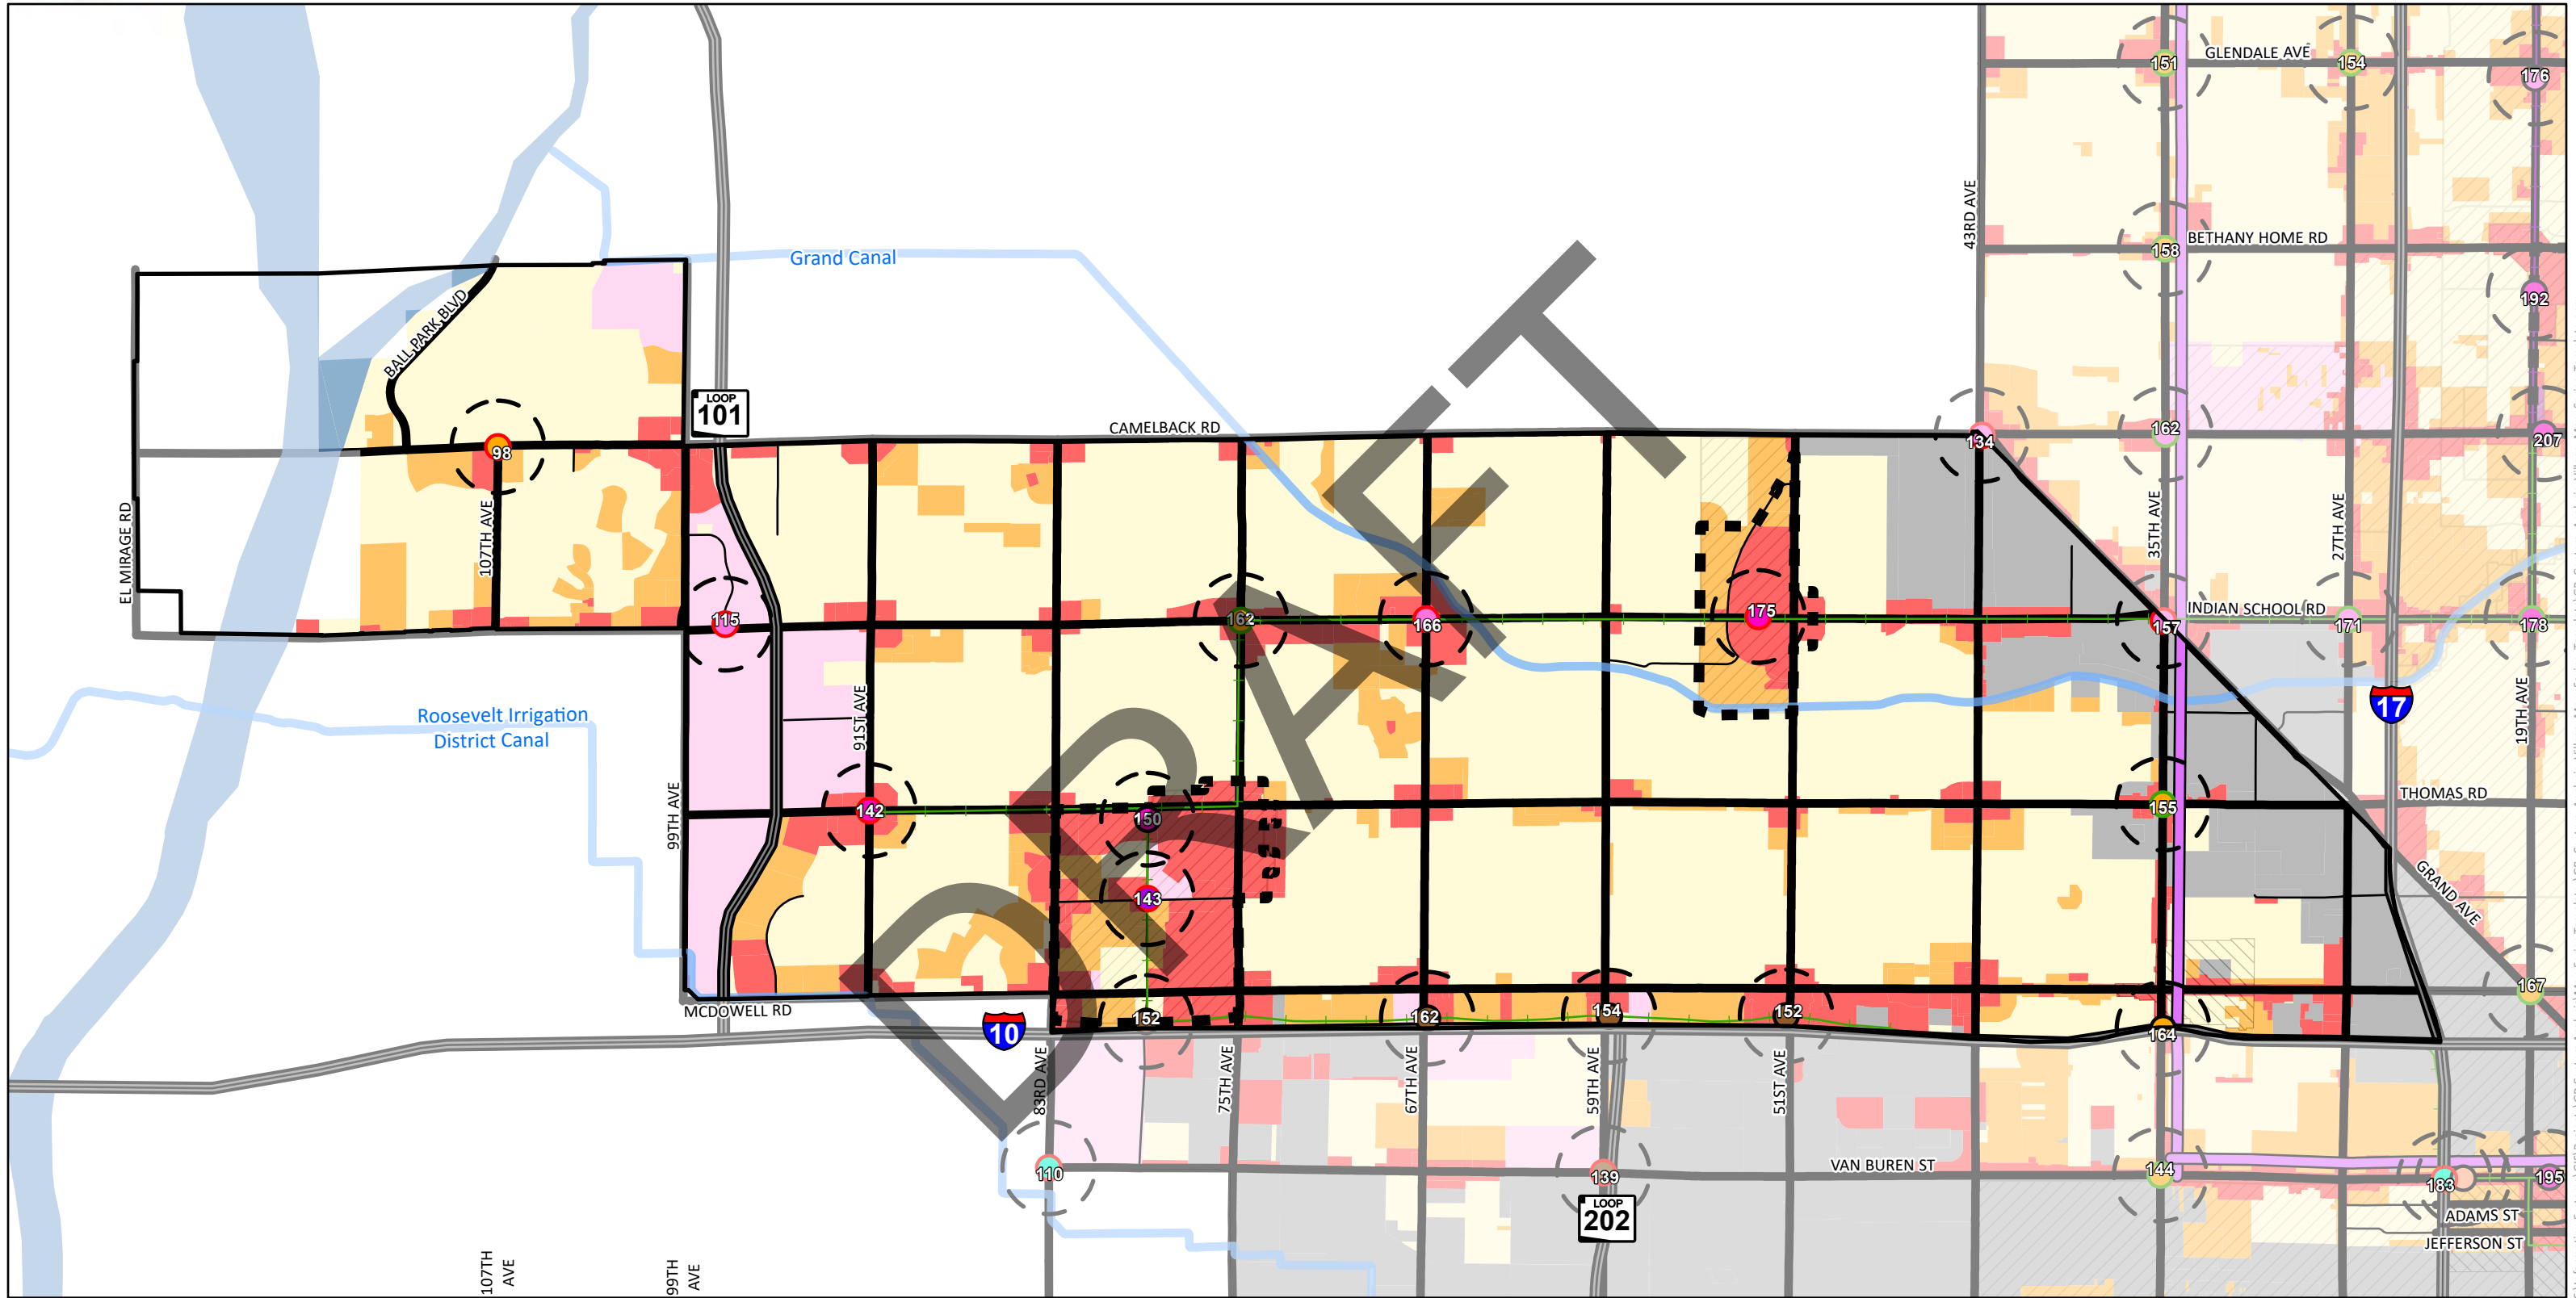 GLENDALE AVE
151
154
176
43RD AVE
BETHANY HOME RD
158
Grand Canal
192
BALL PARK BLVD
LOOP
101
CAMELBACK RD
98
134
162
207
EL MIRAGE RD
107TH AVE
35TH AVE
27TH AVE
115
162
166
175
157
INDIAN SCHOOL RD
171
178
Roosevelt Irrigation
District Canal
91ST AVE
17
19TH AVE
99TH AVE
142
150
155
THOMAS RD
143
GRAND AVE
MCDOWELL RD
10
152
162
154
152
164
167
83RD AVE
75TH AVE
67TH AVE
59TH AVE
51ST AVE
110
139
VAN BUREN ST
144
183
195
LOOP
202
ADAMS ST
JEFFERSON ST
107TH
AVE
99TH
AVE
DRAFT